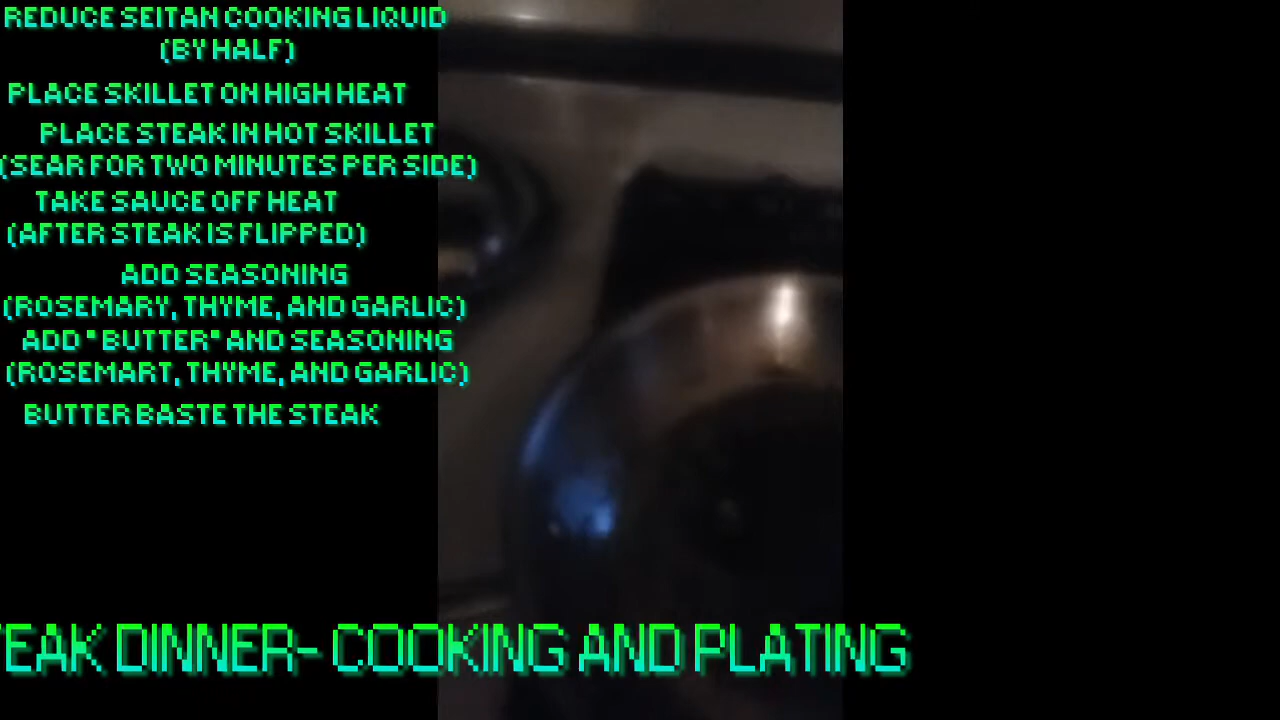 REDUCE SEITAN COOKING LIQUID
(BY HALF)
PLACE SKILLET ON HIGH HEAT
PLACE STEAK IN HOT SKILLET
(SEAR FOR TWO MINUTES PER SIDE)
TAKE SAUCE OFF HEAT
(AFTER STEAK IS FLIPPED)
ADD SEASONING
(ROSEMARY, THYME, AND GARLIC)
ADD "BUTTER" AND SEASONING
(ROSEMART, THYME, AND GARLIC)
BUTTER BASTE THE STEAK
TEAK DINNER- COOKING AND PLATING